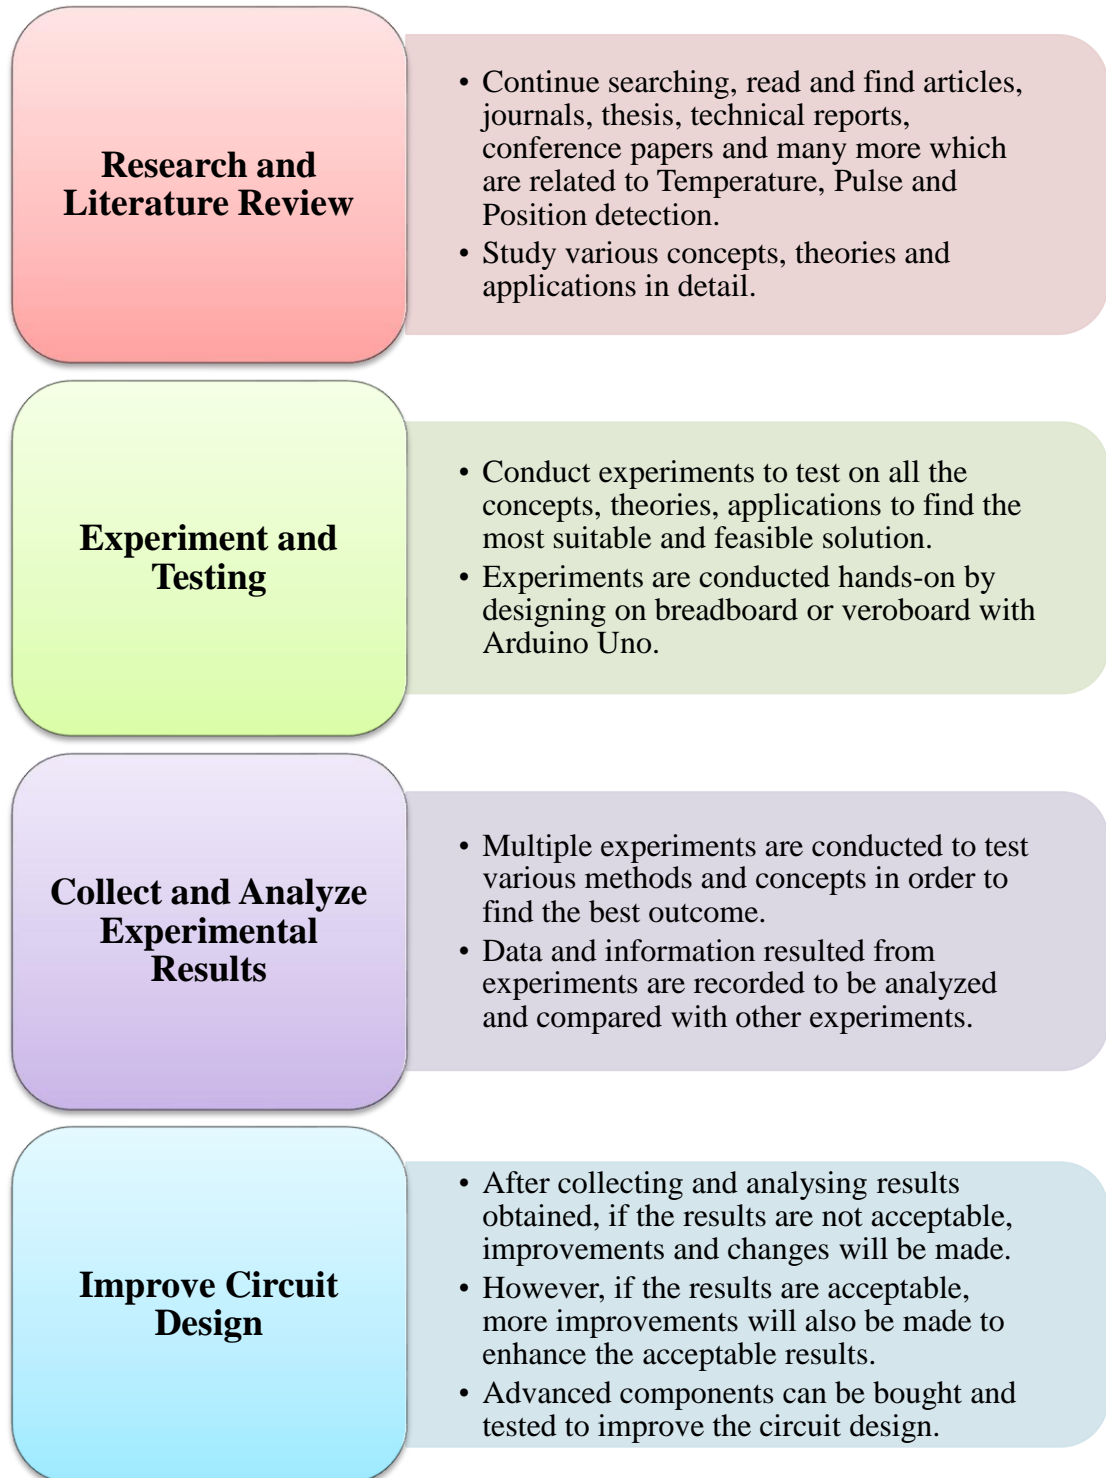 Research and
Literature Review
• Continue searching, read and find articles,
journals, thesis, technical reports,
conference papers and many more which
are related to Temperature, Pulse and
Position detection.
• Study various concepts, theories and
applications in detail.
Experiment and
Testing
• Conduct experiments to test on all the
concepts, theories, applications to find the
most suitable and feasible solution.
• Experiments are conducted hands-on by
designing on breadboard or veroboard with
Arduino Uno.
Collect and Analyze
Experimental
Results
• Multiple experiments are conducted to test
various methods and concepts in order to
find the best outcome.
• Data and information resulted from
experiments are recorded to be analyzed
and compared with other experiments.
Improve Circuit
Design
• After collecting and analysing results
obtained, if the results are not acceptable,
improvements and changes will be made.
• However, if the results are acceptable,
more improvements will also be made to
enhance the acceptable results.
• Advanced components can be bought and
tested to improve the circuit design.